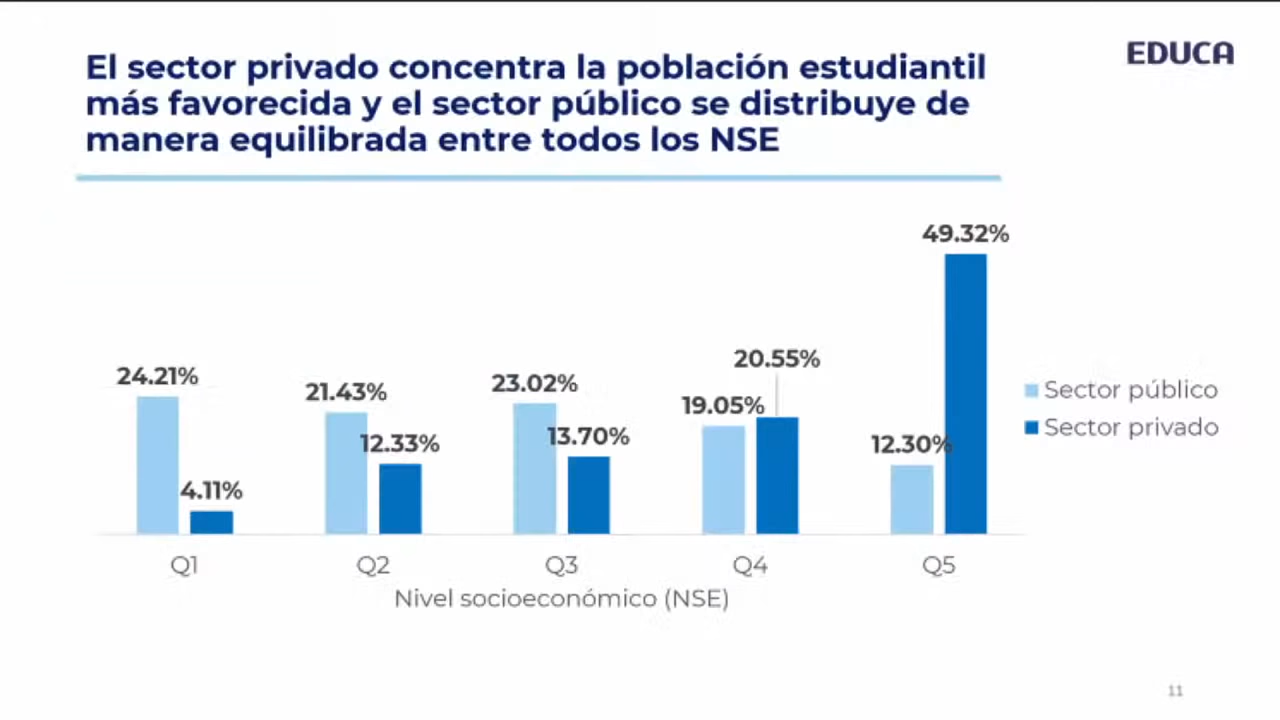 EDUCA
El sector privado concentra la población estudiantil
más favorecida y el sector público se distribuye de
manera equilibrada entre todos los NSE
49.32%
20.55%
24.21%
23.02%
21.43%
19.05%
13.70%
12.33%
12.30%
4.11%
Sector público
Sector privado
Q1
Q2
Q3
Q4
Q5
Nivel socioeconómico (NSE)
11